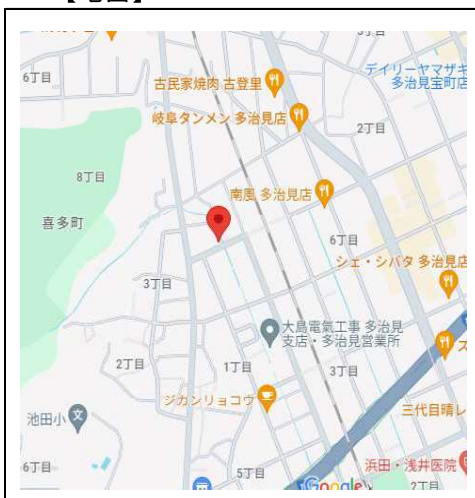 6丁目
古民家焼肉 古登里
デイリーヤマザキ
多治見宝町店
岐阜タンメン 多治見店
2丁目
8丁目
南風 多治見店
喜多町
6丁目
シェ・シバタ 多治見店
3丁目
大島電氣工事 多治見
支店・多治見営業所
2丁目
1丁目
3丁目
ジカンリョコウ
三代目晴レ
池田小
浜田・浅井医院
6丁目
5丁目
Google
2丁目